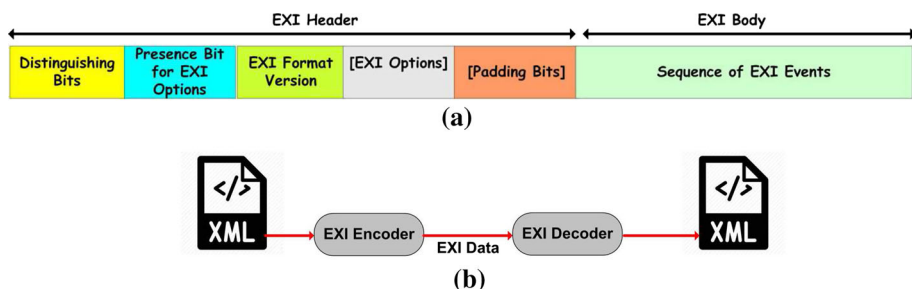 EXI Header
EXI Body
Distinguishing
Bits
Presence Bit
for EXI
Options
EXI Format
Version
[EXI Options]
[Padding Bits]
Sequence of EXI Events
(a)
</>
XML
EXI Encoder
EXI Data
EXI Decoder
</>
XML
(b)